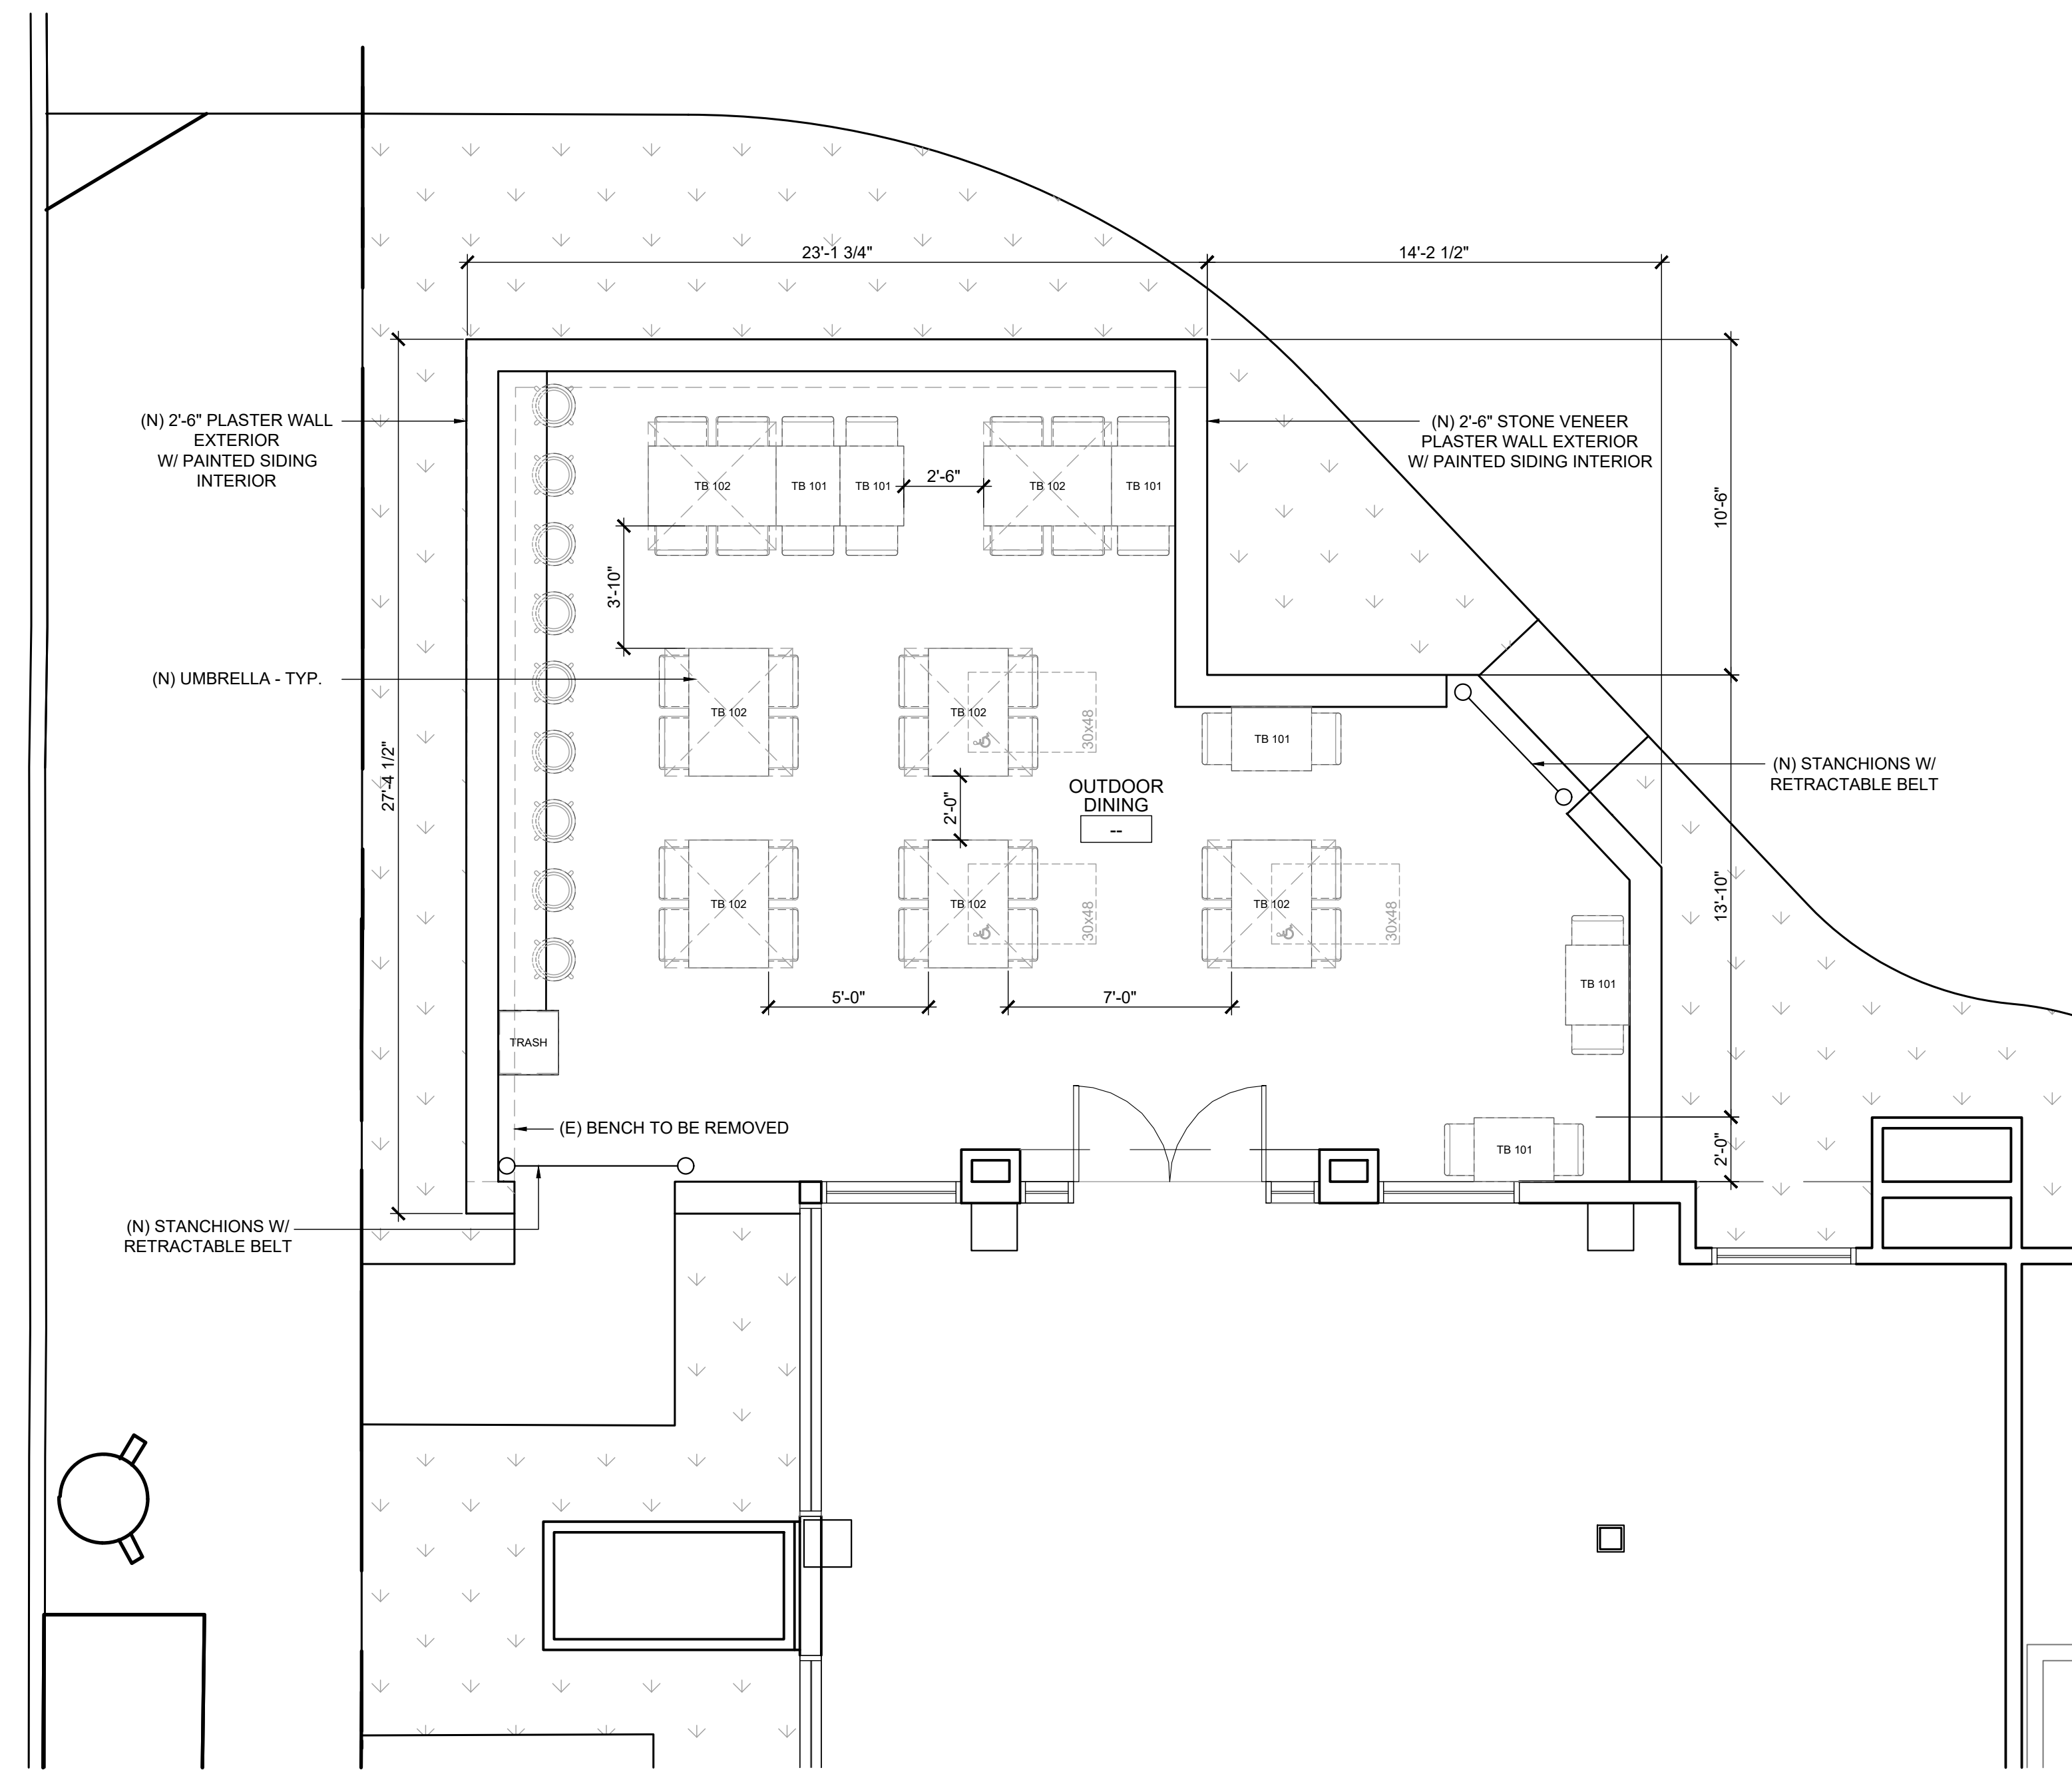 23'-1 3/4"
14'-2 1/2"
(N) 2'-6" PLASTER WALL
EXTERIOR
W/ PAINTED SIDING
INTERIOR
(N) 2'-6" STONE VENEER
PLASTER WALL EXTERIOR
W/ PAINTED SIDING INTERIOR
TB 102
TB 101
TB 101
2'-6"
TB 102
TB 101
10'-6"
3'-10"
(N) UMBRELLA - TYP.
TB 102
TB 102
30x48
TB 101
27'-4 1/2"
OUTDOOR
DINING
--
2'-0"
(N) STANCHIONS W/
RETRACTABLE BELT
13'-10"
TB 102
TB 102
30x48
TB 102
30x48
TB 101
5'-0"
7'-0"
TRASH
(E) BENCH TO BE REMOVED
TB 101
2'-0"
(N) STANCHIONS W/
RETRACTABLE BELT